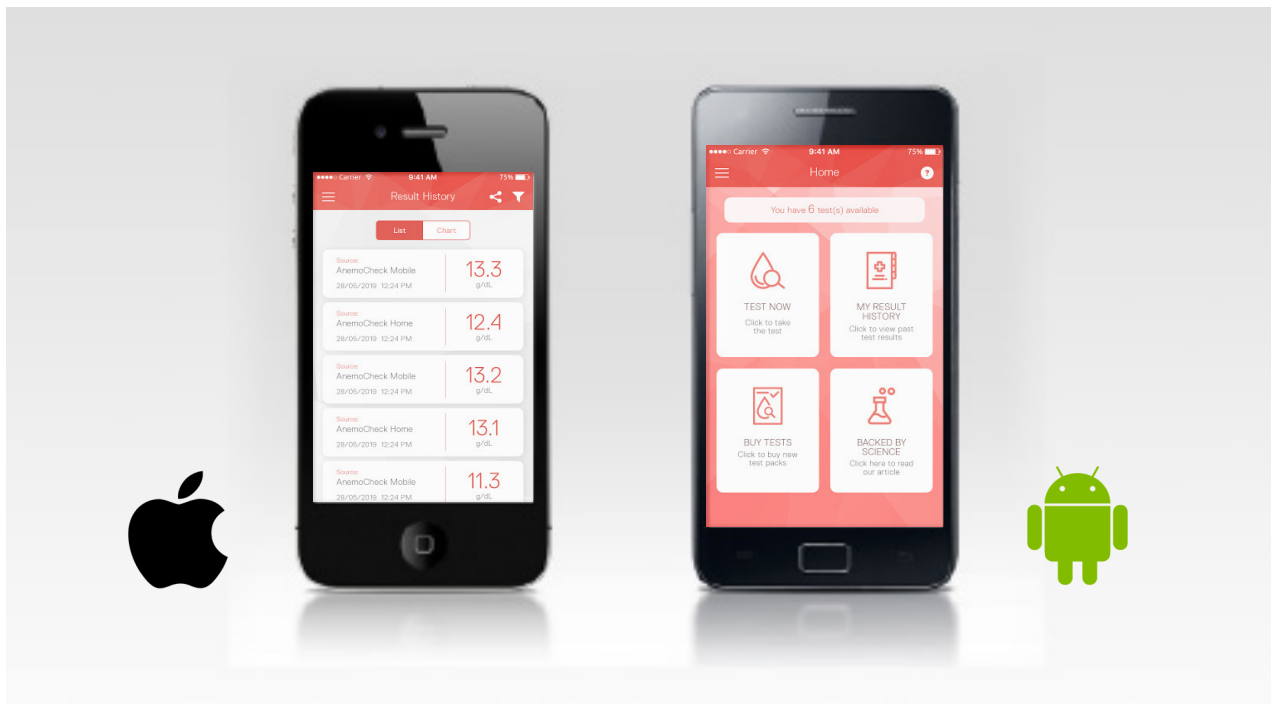 Carrier 9:41 AM 75%
Result History
List Chart
Source:
AnemoCheck Mobile
28/05/2019 12:24 PM
13.3
g/dL
Source:
AnemoCheck Home
28/05/2019 12:24 PM
12.4
g/dL
Source:
AnemoCheck Mobile
28/05/2019 12:24 PM
13.2
g/dL
Source:
AnemoCheck Home
28/05/2019 12:24 PM
13.1
g/dL
Source:
AnemoCheck Mobile
28/05/2019 12:24 PM
11.3
g/dL
Carrier 9:41 AM 75%
Home ?
You have 6 test(s) available
TEST NOW
Click to take
the test
MY RESULT
HISTORY
Click to view past
test results
BUY TESTS
Click to buy new
test packs
BACKED BY
SCIENCE
Click here to read
our article